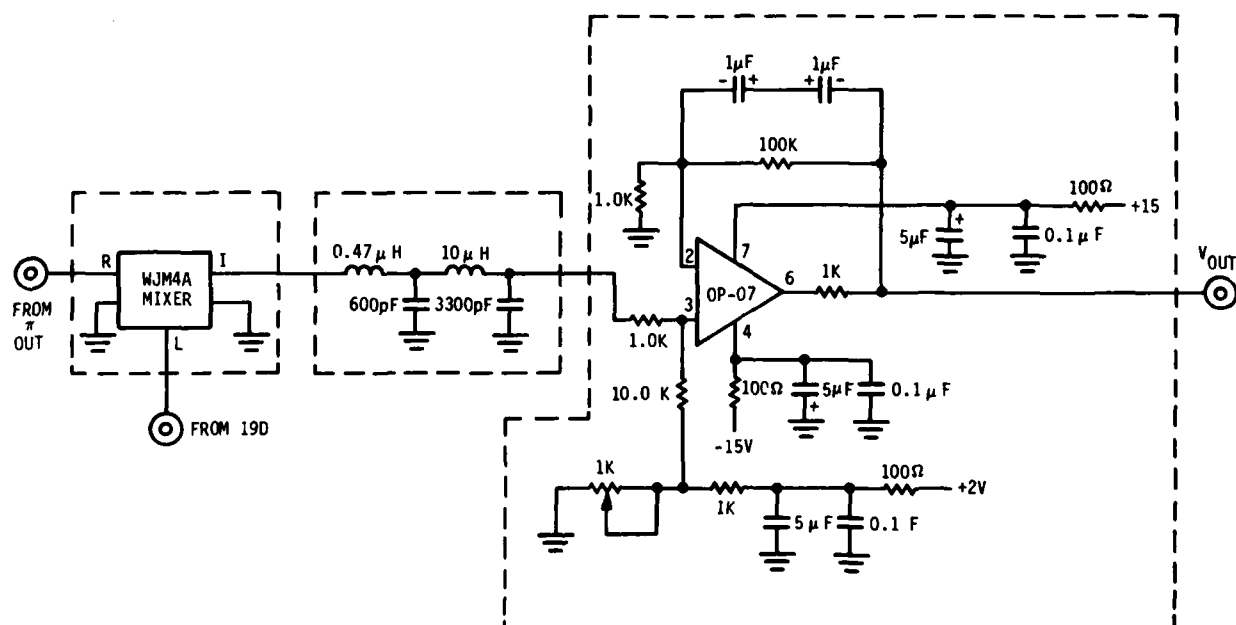 - 1μF +
+ 1μF -
100K
1.0K
100Ω
+15
5μF +
0.1μF
VOUT
0.47μH
10μH
R
WJM4A
MIXER
I
L
600pF
3300pF
FROM
π
OUT
FROM 19D
2
7
OP-07
6
3
4
1K
1.0K
10.0 K
100Ω
5μF
+
0.1μF
-15V
1K
1K
100Ω
+2V
5μF
0.1 F